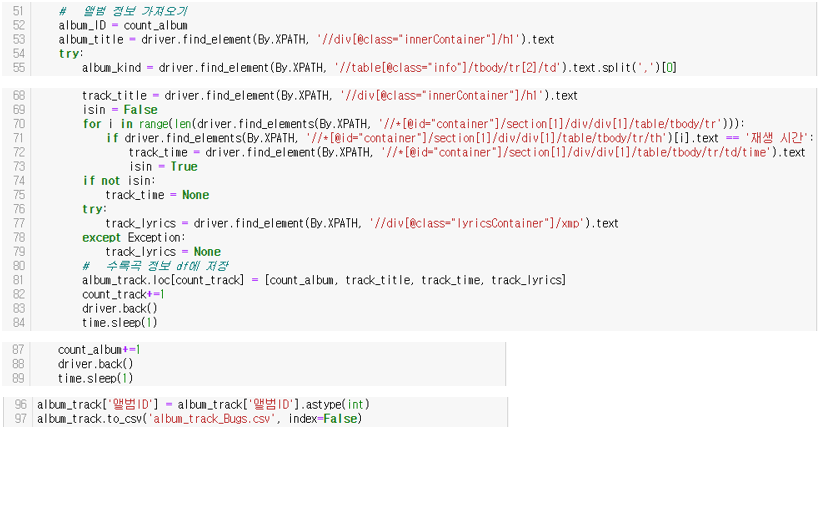 51 # 앨범 정보 가져오기
52 album_ID = count_album
53 album_title = driver.find_element(By.XPATH, '//div[@class="innerContainer"]/h1').text
54 try:
55 album_kind = driver.find_element(By.XPATH, '//table[@class="info"]/tbody/tr[2]/td').text.split(',')[0]
68 track_title = driver.find_element(By.XPATH, '//div[@class="innerContainer"]/h1').text
69 isin = False
70 for i in range(len(driver.find_elements(By.XPATH, '//*[@id="container"]/section[1]/div/div[1]/table/tbody/tr'))):
71 if driver.find_elements(By.XPATH, '//*[@id="container"]/section[1]/div/div[1]/table/tbody/tr/th')[i].text == '재생 시간':
72 track_time = driver.find_element(By.XPATH, '//*[@id="container"]/section[1]/div/div[1]/table/tbody/tr/td/time').text
73 isin = True
74 if not isin:
75 track_time = None
76 try:
77 track_lyrics = driver.find_element(By.XPATH, '//div[@class="lyricsContainer"]/xmp').text
78 except Exception:
79 track_lyrics = None
80 # 수록곡 정보 df에 저장
81 album_track.loc[count_track] = [count_album, track_title, track_time, track_lyrics]
82 count_track+=1
83 driver.back()
84 time.sleep(1)
87 count_album+=1
88 driver.back()
89 time.sleep(1)
96 album_track['앨범ID'] = album_track['앨범ID'].astype(int)
97 album_track.to_csv('album_track_Bugs.csv', index=False)